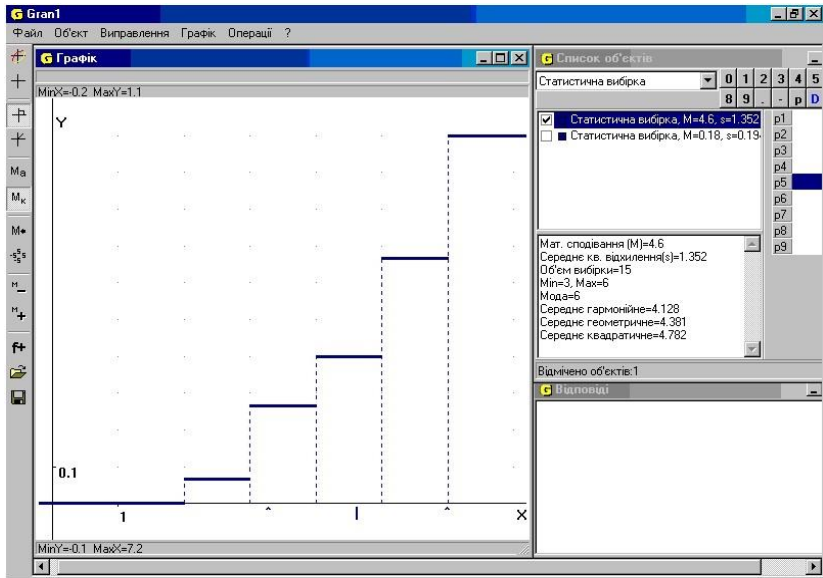 Gran1
Файл Об'єкт Виправлення Графік Операції ?
Графік
MinX=-0.2 MaxY=1.1
Y
0.1
1
X
MinY=-0.1 MaxX=7.2
Ma
Mк
M
M
M+
f+
Список об'єктів
Статистична вибірка
0 1 2 3 4 5
8 9 . - p D
Статистична вибірка, M=4.6, s=1.352
Статистична вибірка, M=0.18, s=0.19
p1
p2
p3
p4
p5
p6
p7
p8
p9
Мат. сподівання (M)=4.6
Середнє кв. відхилення(s)=1.352
Об'єм вибірки=15
Min=3, Max=6
Мода=6
Середнє гармонійне=4.128
Середнє геометричне=4.381
Середнє квадратичне=4.782
Відмічено об'єктів:1
Відповіді